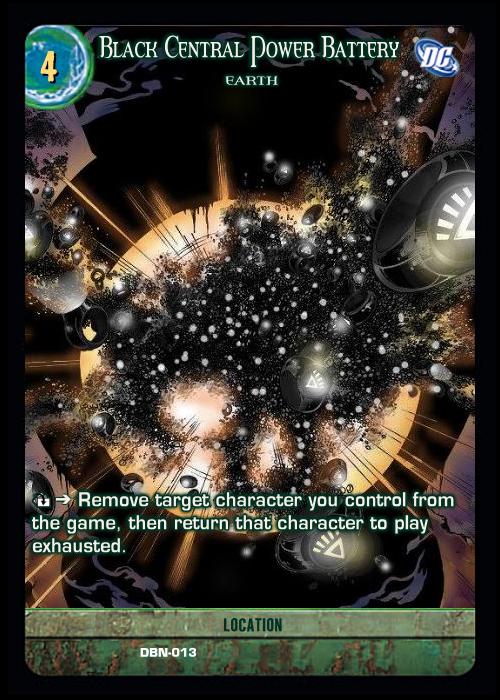 4
Black Central Power Battery
DC
Earth
➔ Remove target character you control from
the game, then return that character to play
exhausted.
LOCATION
DBN-013